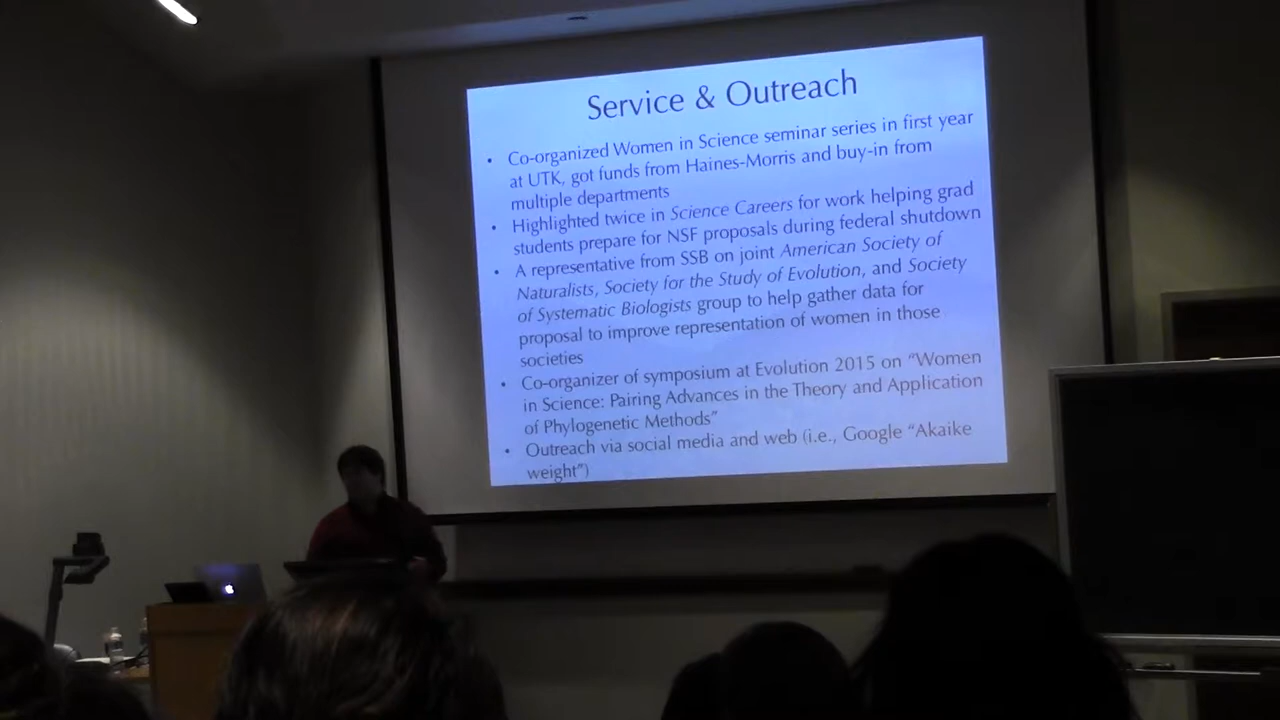 Service & Outreach
• Co-organized Women in Science seminar series in first year
at UTK, got funds from Haines-Morris and buy-in from
multiple departments
• Highlighted twice in Science Careers for work helping grad
students prepare for NSF proposals during federal shutdown
• A representative from SSB on joint American Society of
Naturalists, Society for the Study of Evolution, and Society
of Systematic Biologists group to help gather data for
proposal to improve representation of women in those
societies
• Co-organizer of symposium at Evolution 2015 on “Women
in Science: Pairing Advances in the Theory and Application
of Phylogenetic Methods”
• Outreach via social media and web (i.e., Google “Akaike
weight”)